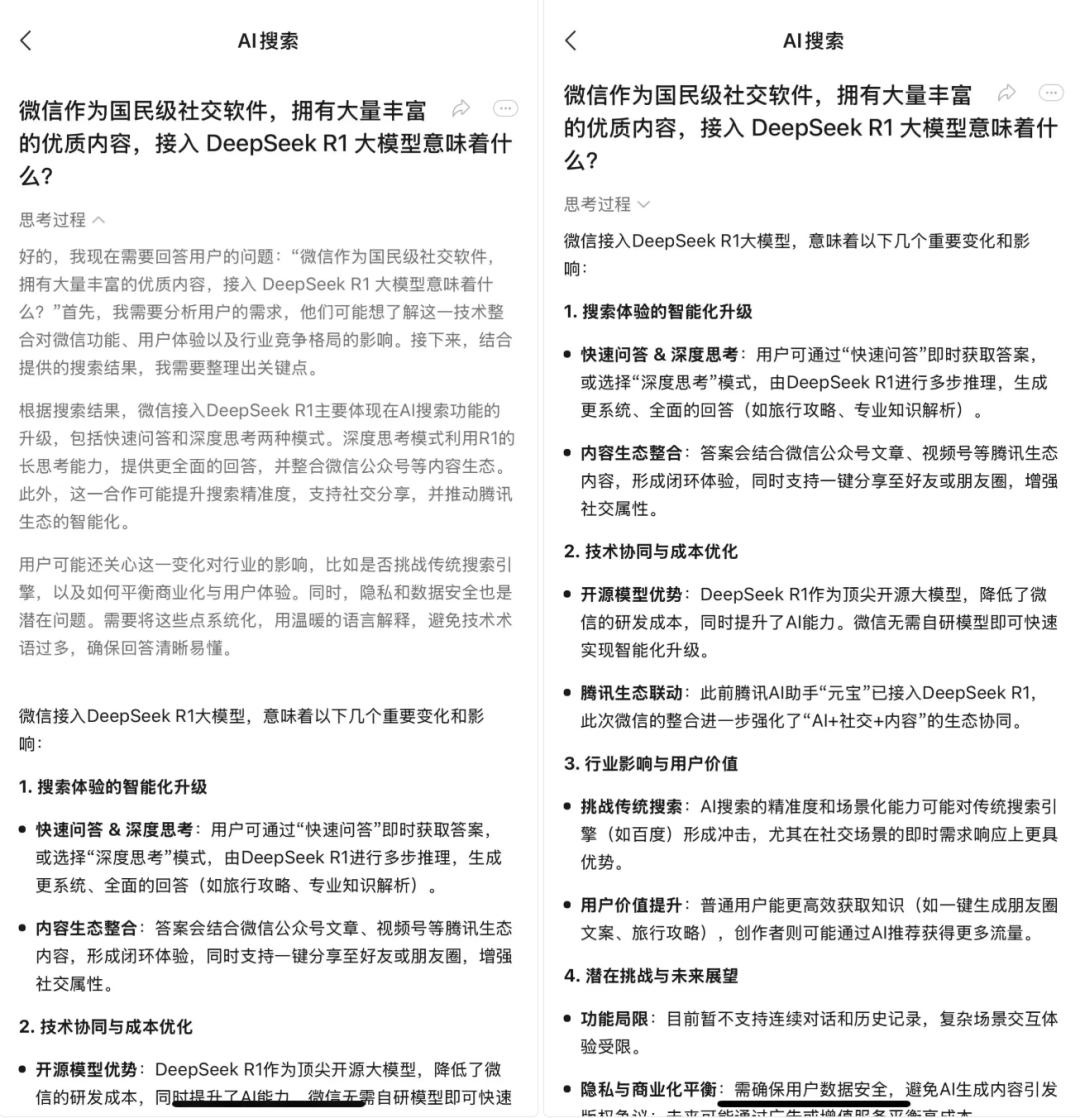 AI搜索
微信作为国民级社交软件，拥有大量丰富
的优质内容，接入 DeepSeek R1 大模型意味着什
么？
思考过程
好的，我现在需要回答用户的问题：“微信作为国民级社交软件，
拥有大量丰富的优质内容，接入 DeepSeek R1 大模型意味着什
么？”首先，我需要分析用户的需求，他们可能想了解这一技术整
合对微信功能、用户体验以及行业竞争格局的影响。接下来，结合
提供的搜索结果，我需要整理出关键点。
根据搜索结果，微信接入DeepSeek R1主要体现在AI搜索功能的
升级，包括快速问答和深度思考两种模式。深度思考模式利用R1的
长思考能力，提供更全面的回答，并整合微信公众号等内容生态。
此外，这一合作可能提升搜索精准度，支持社交分享，并推动腾讯
生态的智能化。
用户可能还关心这一变化对行业的影响，比如是否挑战传统搜索引
擎，以及如何平衡商业化与用户体验。同时，隐私和数据安全也是
潜在问题。需要将这些点系统化，用温暖的语言解释，避免技术术
语过多，确保回答清晰易懂。
微信接入DeepSeek R1大模型，意味着以下几个重要变化和影
响：
1. 搜索体验的智能化升级
• 快速问答 & 深度思考：用户可通过“快速问答”即时获取答案，
或选择“深度思考”模式，由DeepSeek R1进行多步推理，生成
更系统、全面的回答（如旅行攻略、专业知识解析）。
• 内容生态整合：答案会结合微信公众号文章、视频号等腾讯生态
内容，形成闭环体验，同时支持一键分享至好友或朋友圈，增强
社交属性。
2. 技术协同与成本优化
• 开源模型优势：DeepSeek R1作为顶尖开源大模型，降低了微
信的研发成本，同时提升了AI能力。微信无需自研模型即可快速
AI搜索
微信作为国民级社交软件，拥有大量丰富
的优质内容，接入 DeepSeek R1 大模型意味着什
么？
思考过程
微信接入DeepSeek R1大模型，意味着以下几个重要变化和影
响：
1. 搜索体验的智能化升级
• 快速问答 & 深度思考：用户可通过“快速问答”即时获取答案，
或选择“深度思考”模式，由DeepSeek R1进行多步推理，生成
更系统、全面的回答（如旅行攻略、专业知识解析）。
• 内容生态整合：答案会结合微信公众号文章、视频号等腾讯生态
内容，形成闭环体验，同时支持一键分享至好友或朋友圈，增强
社交属性。
2. 技术协同与成本优化
• 开源模型优势：DeepSeek R1作为顶尖开源大模型，降低了微
信的研发成本，同时提升了AI能力。微信无需自研模型即可快速
实现智能化升级。
• 腾讯生态联动：此前腾讯AI助手“元宝”已接入DeepSeek R1，
此次微信的整合进一步强化了“AI+社交+内容”的生态协同。
3. 行业影响与用户价值
• 挑战传统搜索：AI搜索的精准度和场景化能力可能对传统搜索引
擎（如百度）形成冲击，尤其在社交场景的即时需求响应上更具
优势。
• 用户价值提升：普通用户能更高效获取知识（如一键生成朋友圈
文案、旅行攻略），创作者则可能通过AI推荐获得更多流量。
4. 潜在挑战与未来展望
• 功能局限：目前暂不支持连续对话和历史记录，复杂场景交互体
验受限。
• 隐私与商业化平衡：需确保用户数据安全，避免AI生成内容引发
版权争议；未来可能通过广告或增值服务平衡高成本